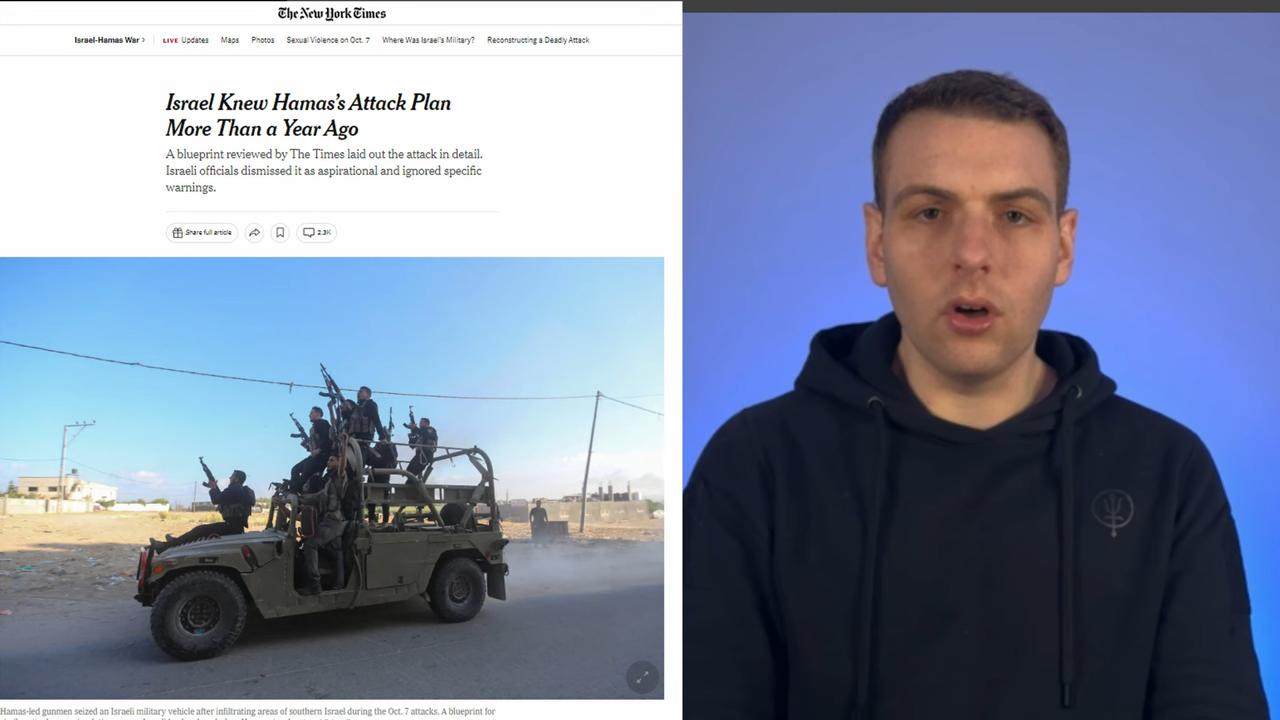 The New York Times
Israel-Hamas War > LIVE Updates Maps Photos Sexual Violence on Oct. 7 Where Was Israel's Military? Reconstructing a Deadly Attack
Israel Knew Hamas's Attack Plan
More Than a Year Ago
A blueprint reviewed by The Times laid out the attack in detail.
Israeli officials dismissed it as aspirational and ignored specific
warnings.
Share full article 2.3K
Hamas-led gunmen seized an Israeli military vehicle after infiltrating areas of southern Israel during the Oct. 7 attacks. A blueprint for